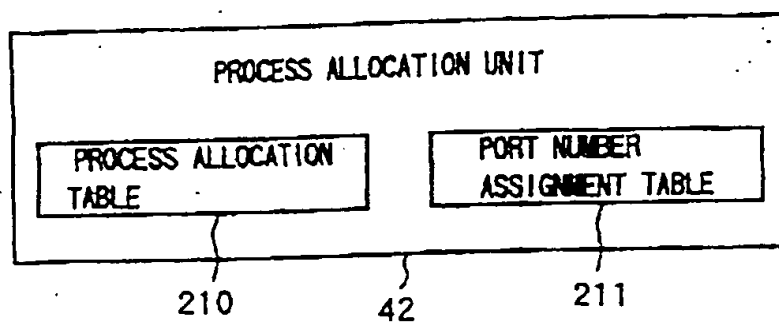 PROCESS ALLOCATION UNIT
PROCESS ALLOCATION
TABLE
PORT NUMBER
ASSIGNMENT TABLE
210
42
211